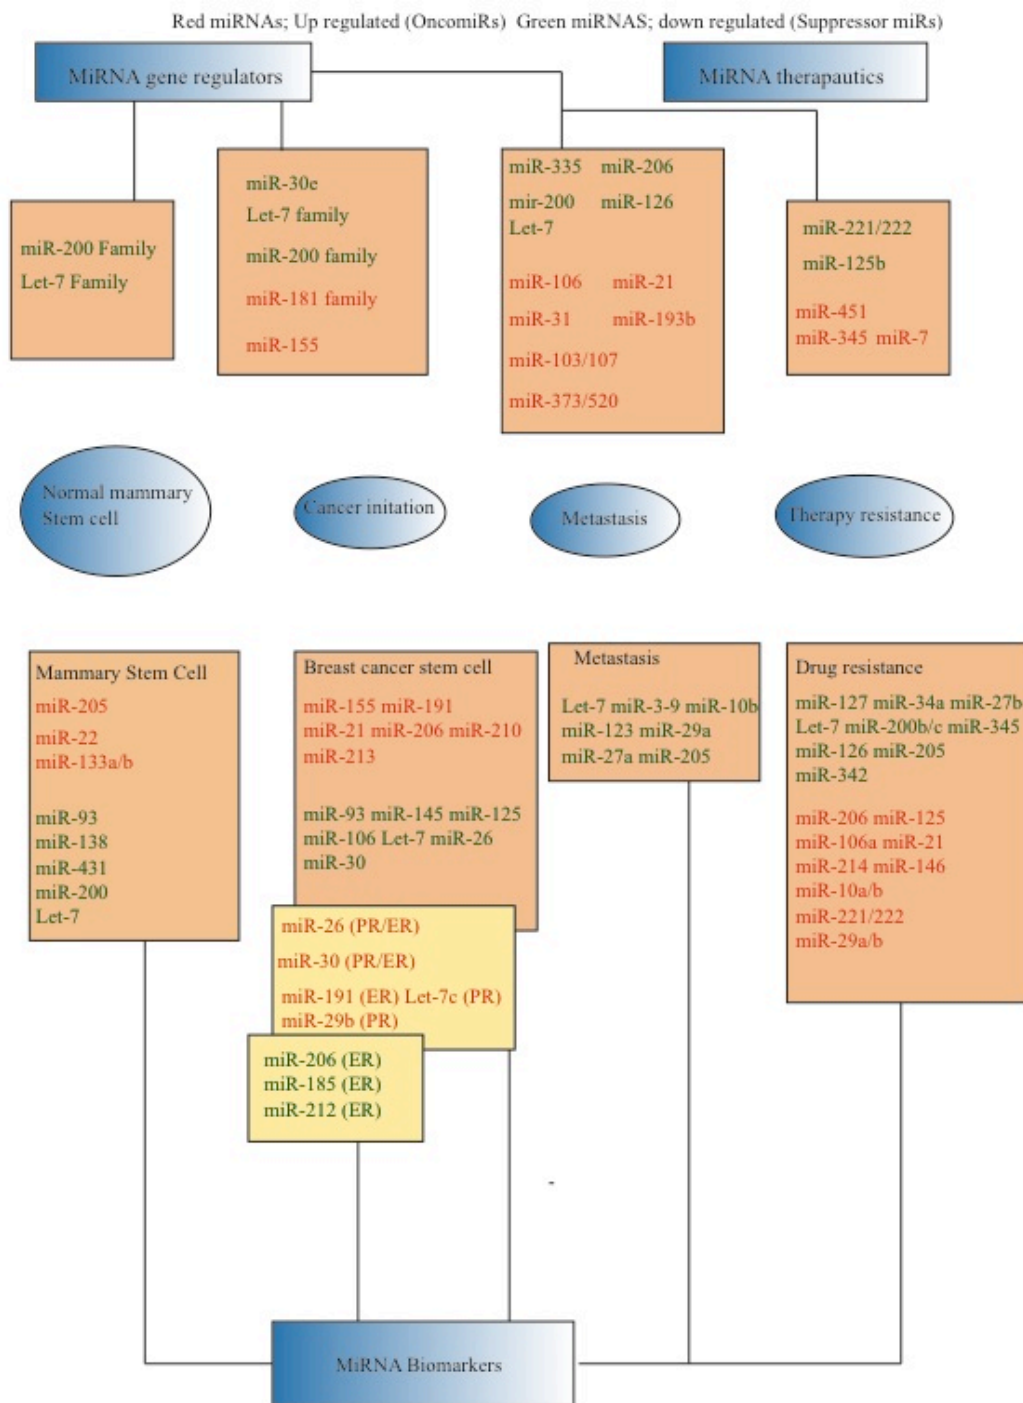 Red miRNAs; Up regulated (OncomiRs) Green miRNAS; down regulated (Suppressor miRs)
MiRNA gene regulators
MiRNA therapautics
miR-200 Family
Let-7 Family
miR-30e
Let-7 family
miR-200 family
miR-181 family
miR-155
miR-335 miR-206
mir-200 miR-126
Let-7
miR-106 miR-21
miR-31 miR-193b
miR-103/107
miR-373/520
miR-221/222
miR-125b
miR-451
miR-345 miR-7
Normal mammary
Stem cell
Cancer initation
Metastasis
Therapy resistance
Mammary Stem Cell
miR-205
miR-22
miR-133a/b
miR-93
miR-138
miR-431
miR-200
Let-7
Breast cancer stem cell
miR-155 miR-191
miR-21 miR-206 miR-210
miR-213
miR-93 miR-145 miR-125
miR-106 Let-7 miR-26
miR-30
miR-26 (PR/ER)
miR-30 (PR/ER)
miR-191 (ER) Let-7c (PR)
miR-29b (PR)
miR-206 (ER)
miR-185 (ER)
miR-212 (ER)
Metastasis
Let-7 miR-3-9 miR-10b
miR-123 miR-29a
miR-27a miR-205
Drug resistance
miR-127 miR-34a miR-27b
Let-7 miR-200b/c miR-345
miR-126 miR-205
miR-342
miR-206 miR-125
miR-106a miR-21
miR-214 miR-146
miR-10a/b
miR-221/222
miR-29a/b
-
MiRNA Biomarkers